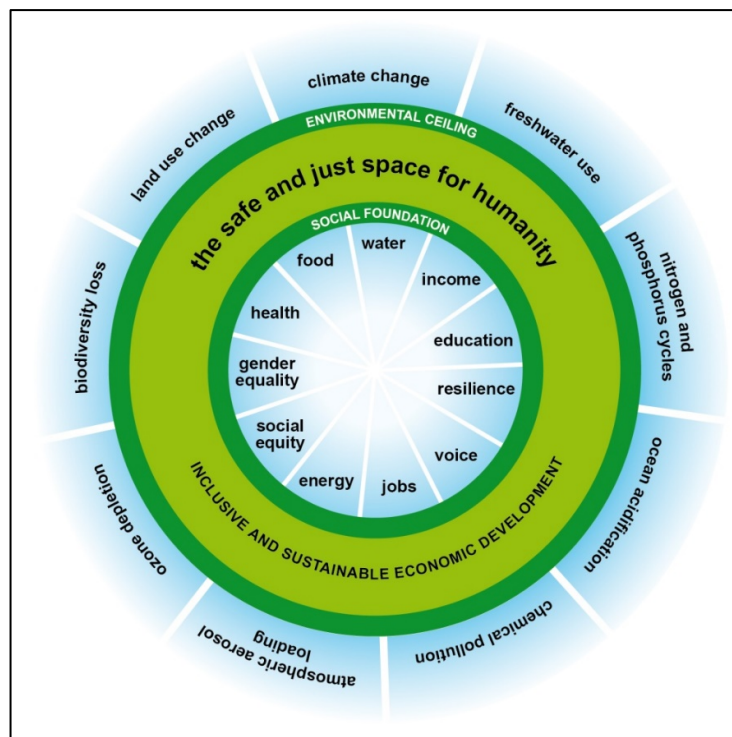 climate change
freshwater use
nitrogen and
phosphorus cycles
ocean acidification
chemical pollution
atmospheric aerosol
loading
ozone depletion
biodiversity loss
land use change
ENVIRONMENTAL CEILING
the safe and just space for humanity
SOCIAL FOUNDATION
water
income
education
resilience
voice
jobs
energy
social
equity
gender
equality
health
food
INCLUSIVE AND SUSTAINABLE ECONOMIC DEVELOPMENT